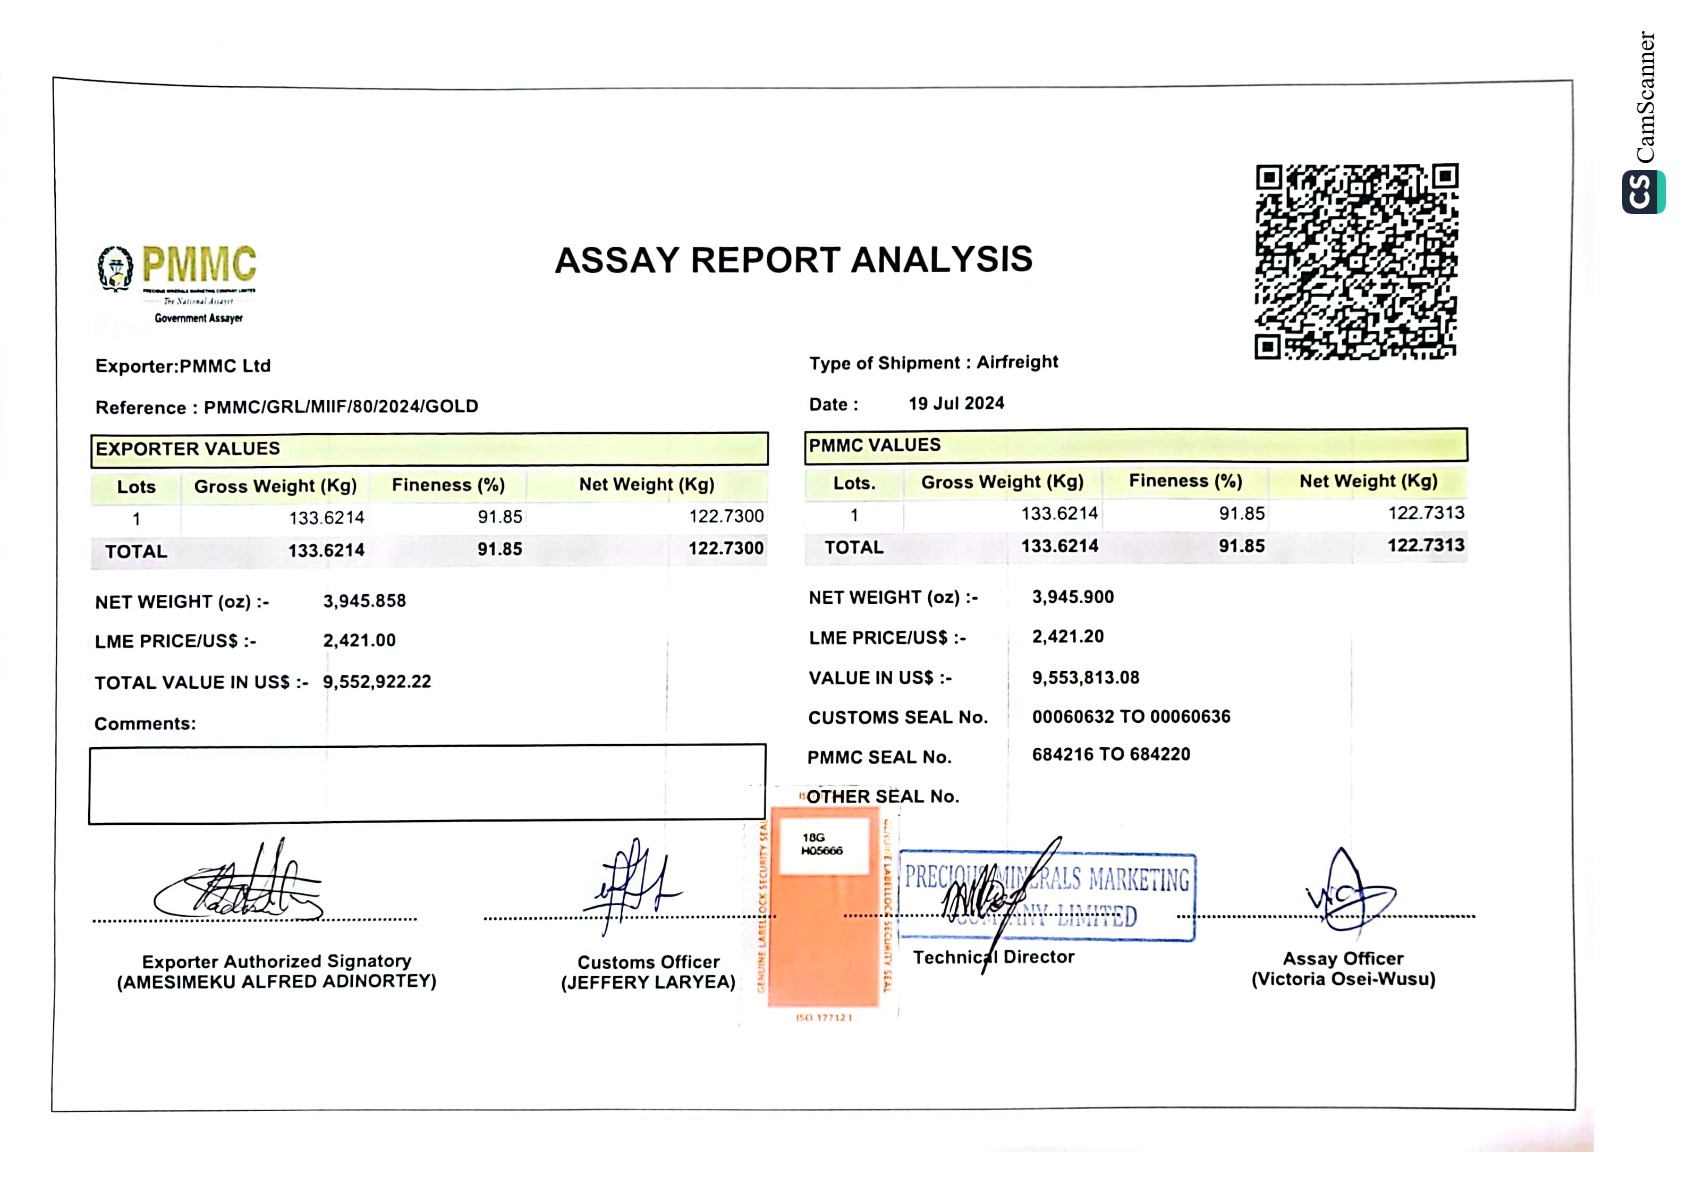 CamScanner
CS
PMMC
PRECIOUS MINERALS MARKETING COMPANY LIMITED
The National Assayer
Government Assayer
ASSAY REPORT ANALYSIS
Exporter:PMMC Ltd
Type of Shipment : Airfreight
Reference : PMMC/GRL/MIIF/80/2024/GOLD
Date : 19 Jul 2024
EXPORTER VALUES
Lots Gross Weight (Kg) Fineness (%) Net Weight (Kg)
1 133.6214 91.85 122.7300
TOTAL 133.6214 91.85 122.7300
NET WEIGHT (oz) :- 3,945.858
LME PRICE/US$ :- 2,421.00
TOTAL VALUE IN US$ :- 9,552,922.22
Comments:
PMMC VALUES
Lots. Gross Weight (Kg) Fineness (%) Net Weight (Kg)
1 133.6214 91.85 122.7313
TOTAL 133.6214 91.85 122.7313
NET WEIGHT (oz) :- 3,945.900
LME PRICE/US$ :- 2,421.20
VALUE IN US$ :- 9,553,813.08
CUSTOMS SEAL No. 00060632 TO 00060636
PMMC SEAL No. 684216 TO 684220
OTHER SEAL No.
18G
H05666
GENUINE LABELLOCK SECURITY SEAL
GENUINE LABELLOCK SECURITY SEAL
ISO 17712
PRECIOUS MINERALS MARKETING
COMPANY LIMITED
Exporter Authorized Signatory
(AMESIMEKU ALFRED ADINORTEY)
Customs Officer
(JEFFERY LARYEA)
Technical Director
Assay Officer
(Victoria Osei-Wusu)